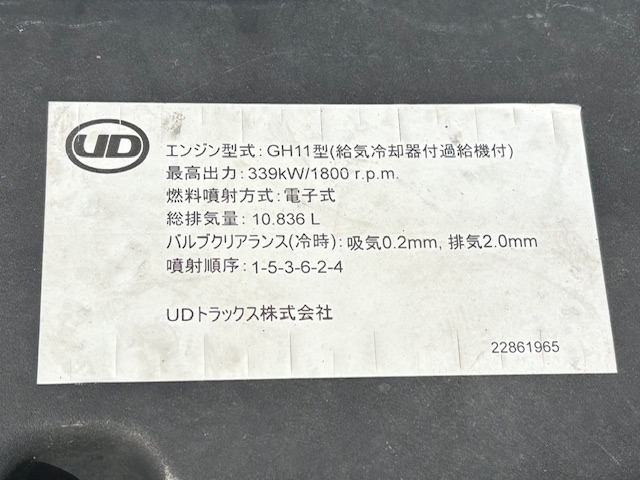 UD
エンジン型式：GH11型(給気冷却器付過給機付)
最高出力：339kW/1800 r.p.m.
燃料噴射方式：電子式
総排気量：10.836 L
バルブクリアランス(冷時)：吸気0.2mm, 排気2.0mm
噴射順序：1-5-3-6-2-4
UDトラックス株式会社
22861965